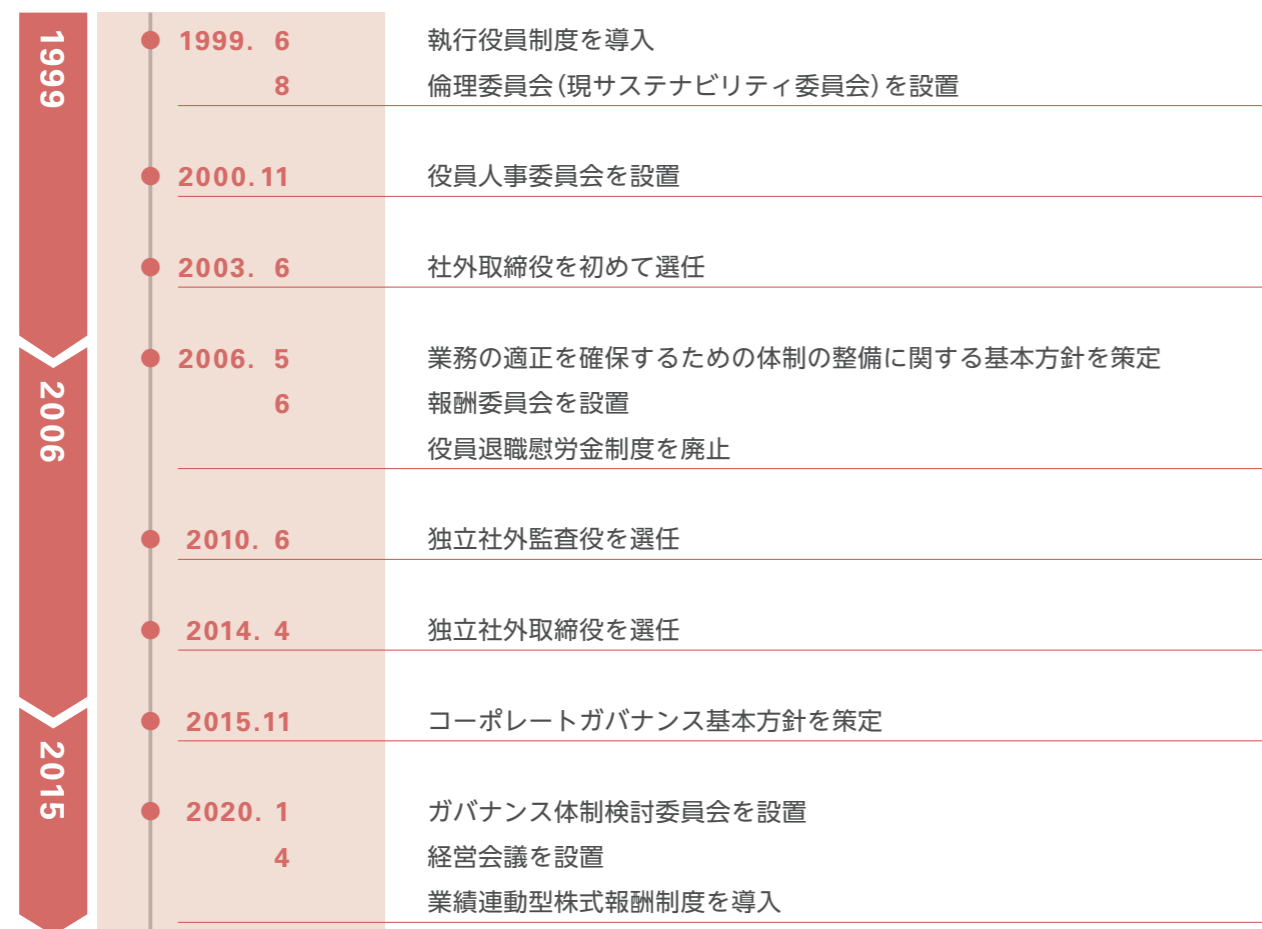 1999
1999. 6 執行役員制度を導入
8 倫理委員会(現サステナビリティ委員会)を設置
2000.11 役員人事委員会を設置
2003. 6 社外取締役を初めて選任
2006
2006. 5 業務の適正を確保するための体制の整備に関する基本方針を策定
6 報酬委員会を設置
役員退職慰労金制度を廃止
2010. 6 独立社外監査役を選任
2014. 4 独立社外取締役を選任
2015
2015.11 コーポレートガバナンス基本方針を策定
2020. 1 ガバナンス体制検討委員会を設置
4 経営会議を設置
業績連動型株式報酬制度を導入